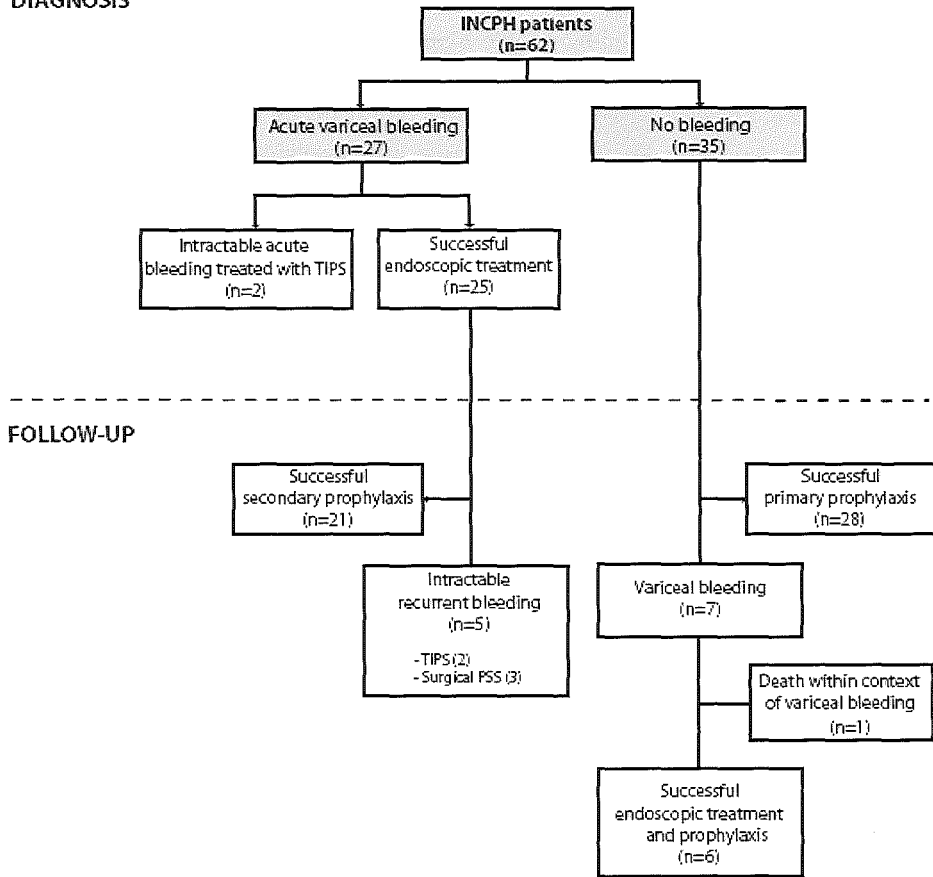 DIAGNOSIS
INCPH patients
(n=62)
Acute variceal bleeding
(n=27)
No bleeding
(n=35)
Intractable acute
bleeding treated with TIPS
(n=2)
Successful
endoscopic treatment
(n=25)
FOLLOW-UP
Successful
secondary prophylaxis
(n=21)
Successful
primary prophylaxis
(n=28)
Intractable
recurrent bleeding
(n=5)
- TIPS (2)
- Surgical PSS (3)
Variceal bleeding
(n=7)
Death within context
of variceal bleeding
(n=1)
Successful
endoscopic treatment
and prophylaxis
(n=6)